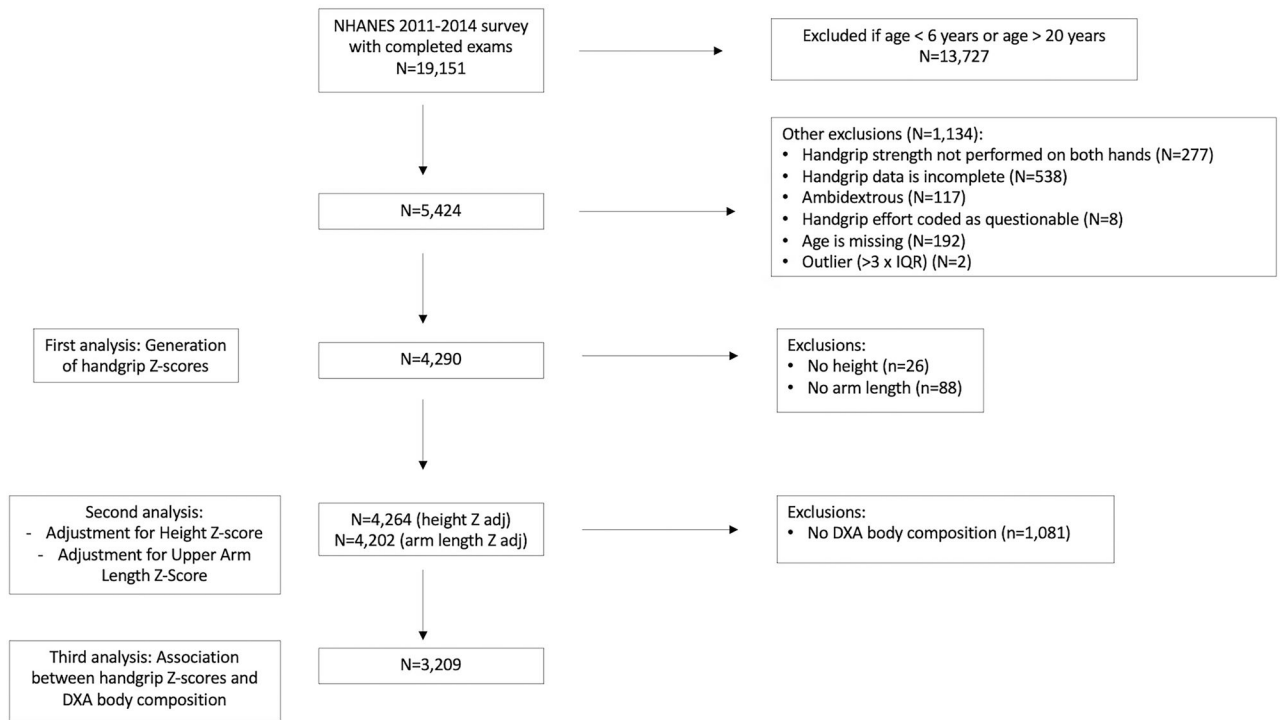 NHANES 2011-2014 survey
with completed exams
N=19,151
Excluded if age < 6 years or age > 20 years
N=13,727
Other exclusions (N=1,134):
• Handgrip strength not performed on both hands (N=277)
• Handgrip data is incomplete (N=538)
• Ambidextrous (N=117)
• Handgrip effort coded as questionable (N=8)
• Age is missing (N=192)
• Outlier (>3 x IQR) (N=2)
N=5,424
First analysis: Generation
of handgrip Z-scores
N=4,290
Exclusions:
• No height (n=26)
• No arm length (n=88)
Second analysis:
- Adjustment for Height Z-score
- Adjustment for Upper Arm
Length Z-Score
N=4,264 (height Z adj)
N=4,202 (arm length Z adj)
Exclusions:
• No DXA body composition (n=1,081)
Third analysis: Association
between handgrip Z-scores and
DXA body composition
N=3,209